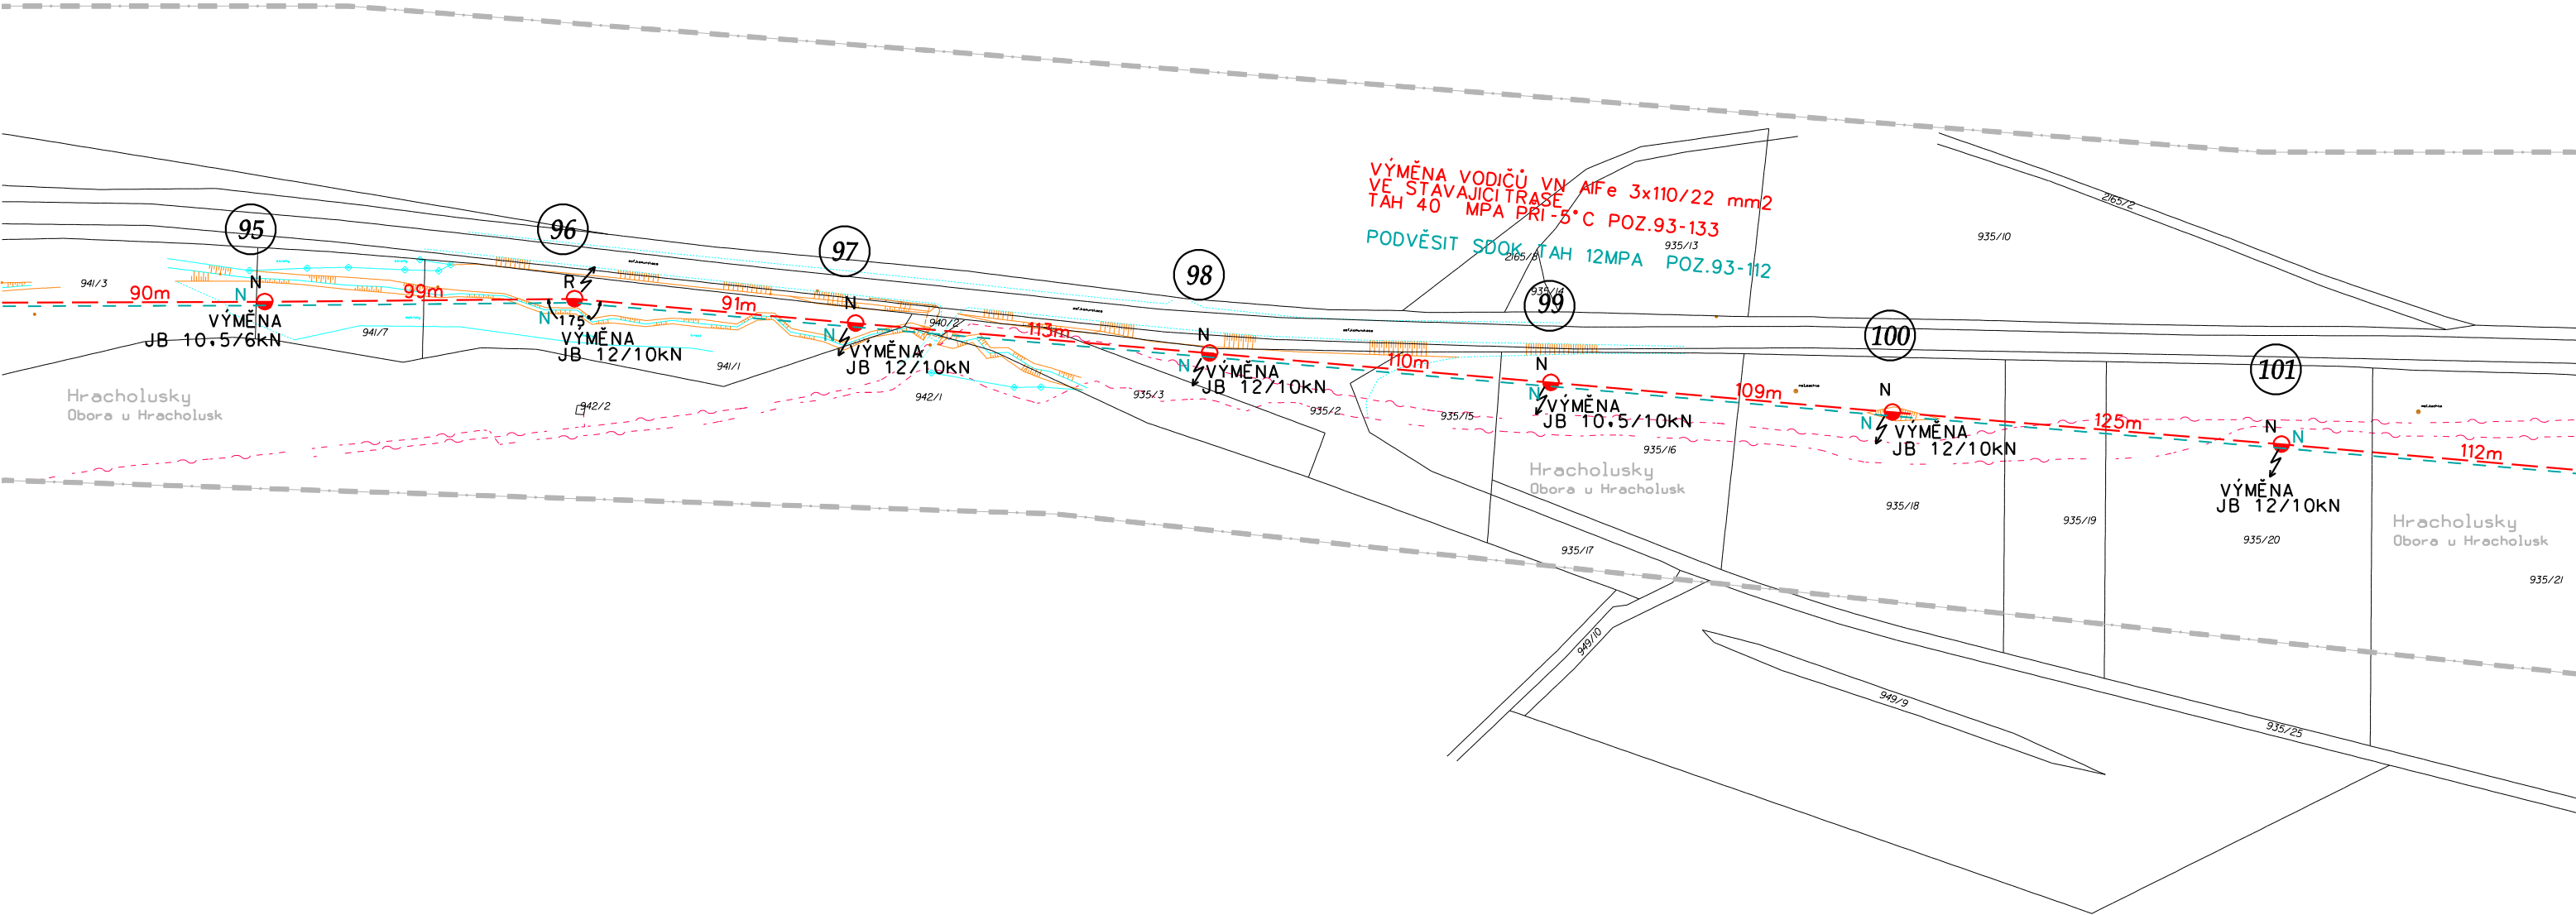 VÝMĚNA VODIČŮ VN AlFe 3x110/22 mm2
VE STÁVAJÍCÍ TRASE
TAH 40 MPA PŘI -5°C POZ.93-133
PODVĚSIT SDOK TAH 12MPA POZ.93-112
2165/2
935/10
935/13
2165/8
935/14
95
96
97
98
99
100
101
941/3
90m
N
N
VÝMĚNA
JB 10.5/6kN
99m
941/7
R
N
175°
VÝMĚNA
JB 12/10kN
91m
941/1
N
N
VÝMĚNA
JB 12/10kN
940/2
113m
N
N
VÝMĚNA
JB 12/10kN
110m
N
N
VÝMĚNA
JB 10.5/10kN
109m
N
N
VÝMĚNA
JB 12/10kN
125m
N
N
VÝMĚNA
JB 12/10kN
112m
Hracholusky
Obora u Hracholusk
942/2
942/1
935/3
935/2
935/15
935/16
Hracholusky
Obora u Hracholusk
935/18
935/19
935/20
Hracholusky
Obora u Hracholusk
935/21
935/17
949/10
949/9
935/25